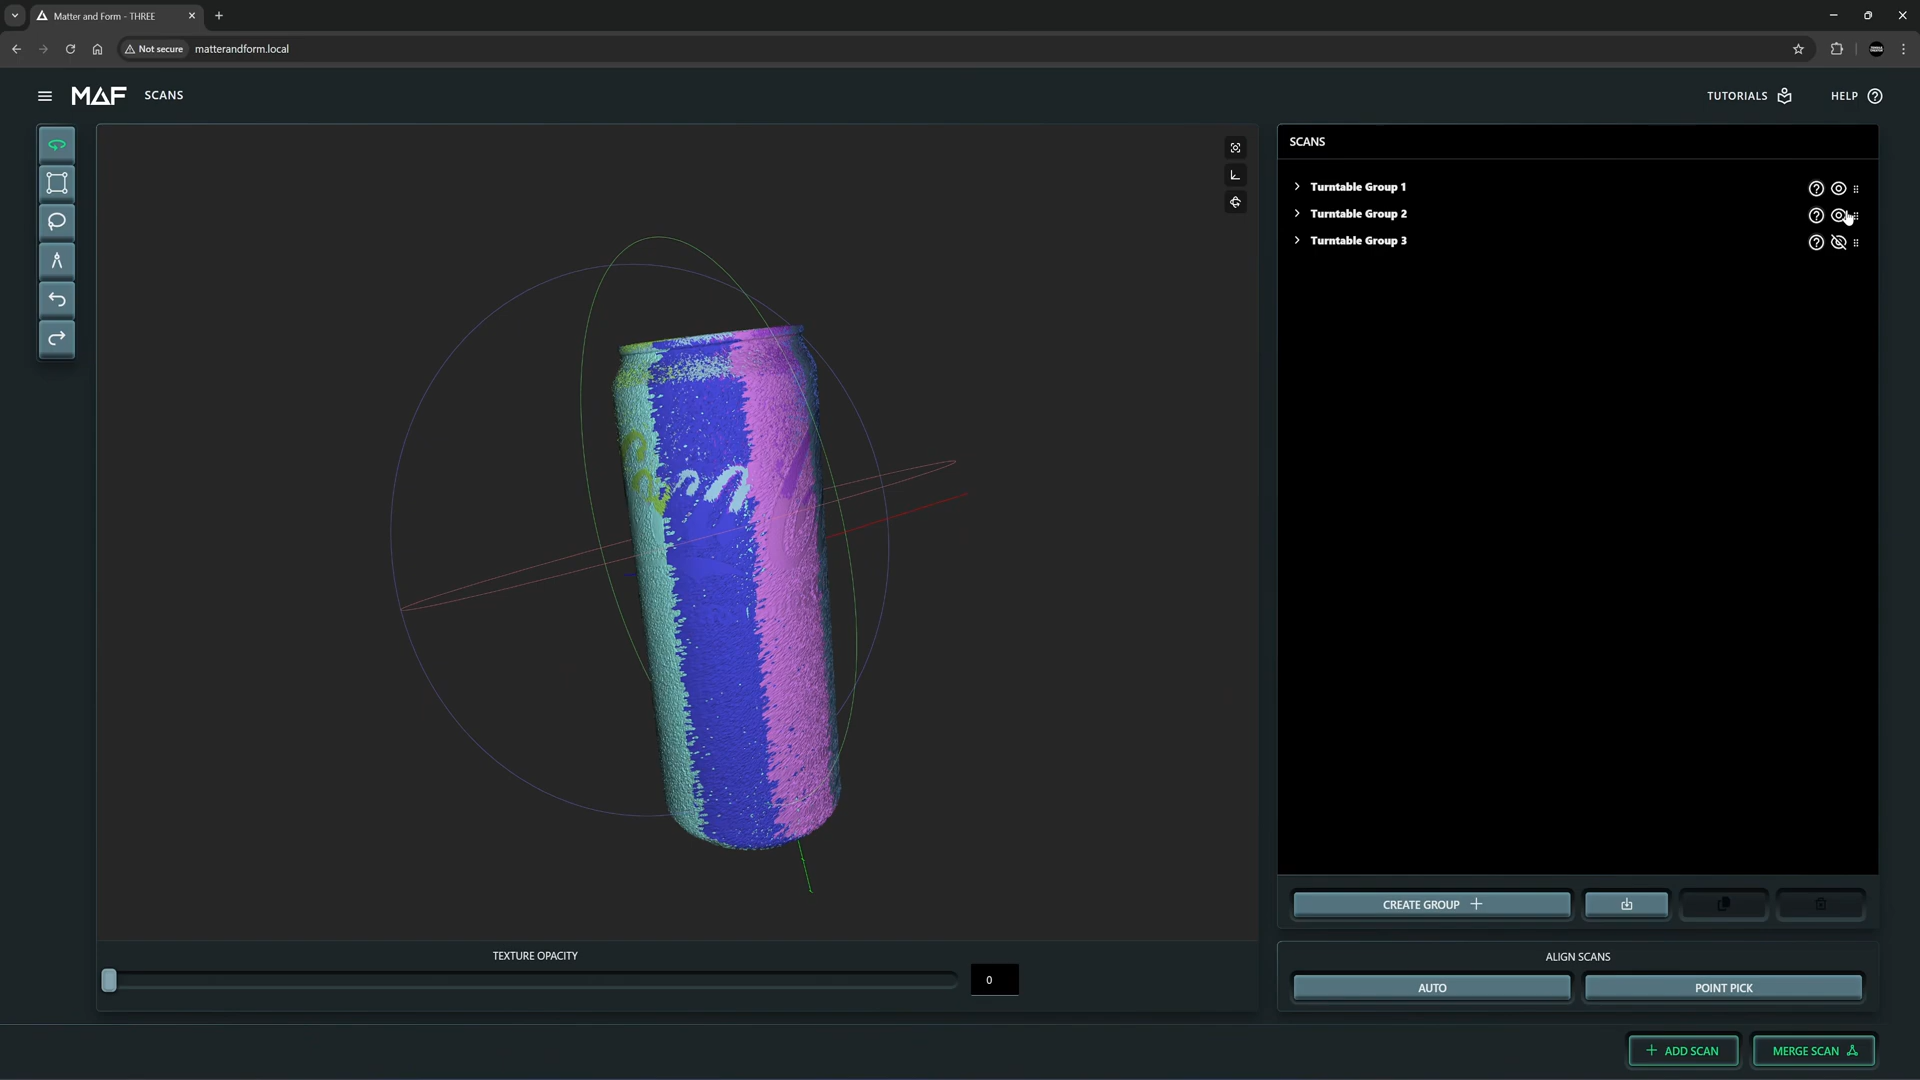 Matter and Form - THREE
Not secure
matterandform.local
MAF
SCANS
TUTORIALS
HELP
SCANS
Turntable Group 1
Turntable Group 2
Turntable Group 3
CREATE GROUP
TEXTURE OPACITY
0
ALIGN SCANS
AUTO
POINT PICK
ADD SCAN
MERGE SCAN